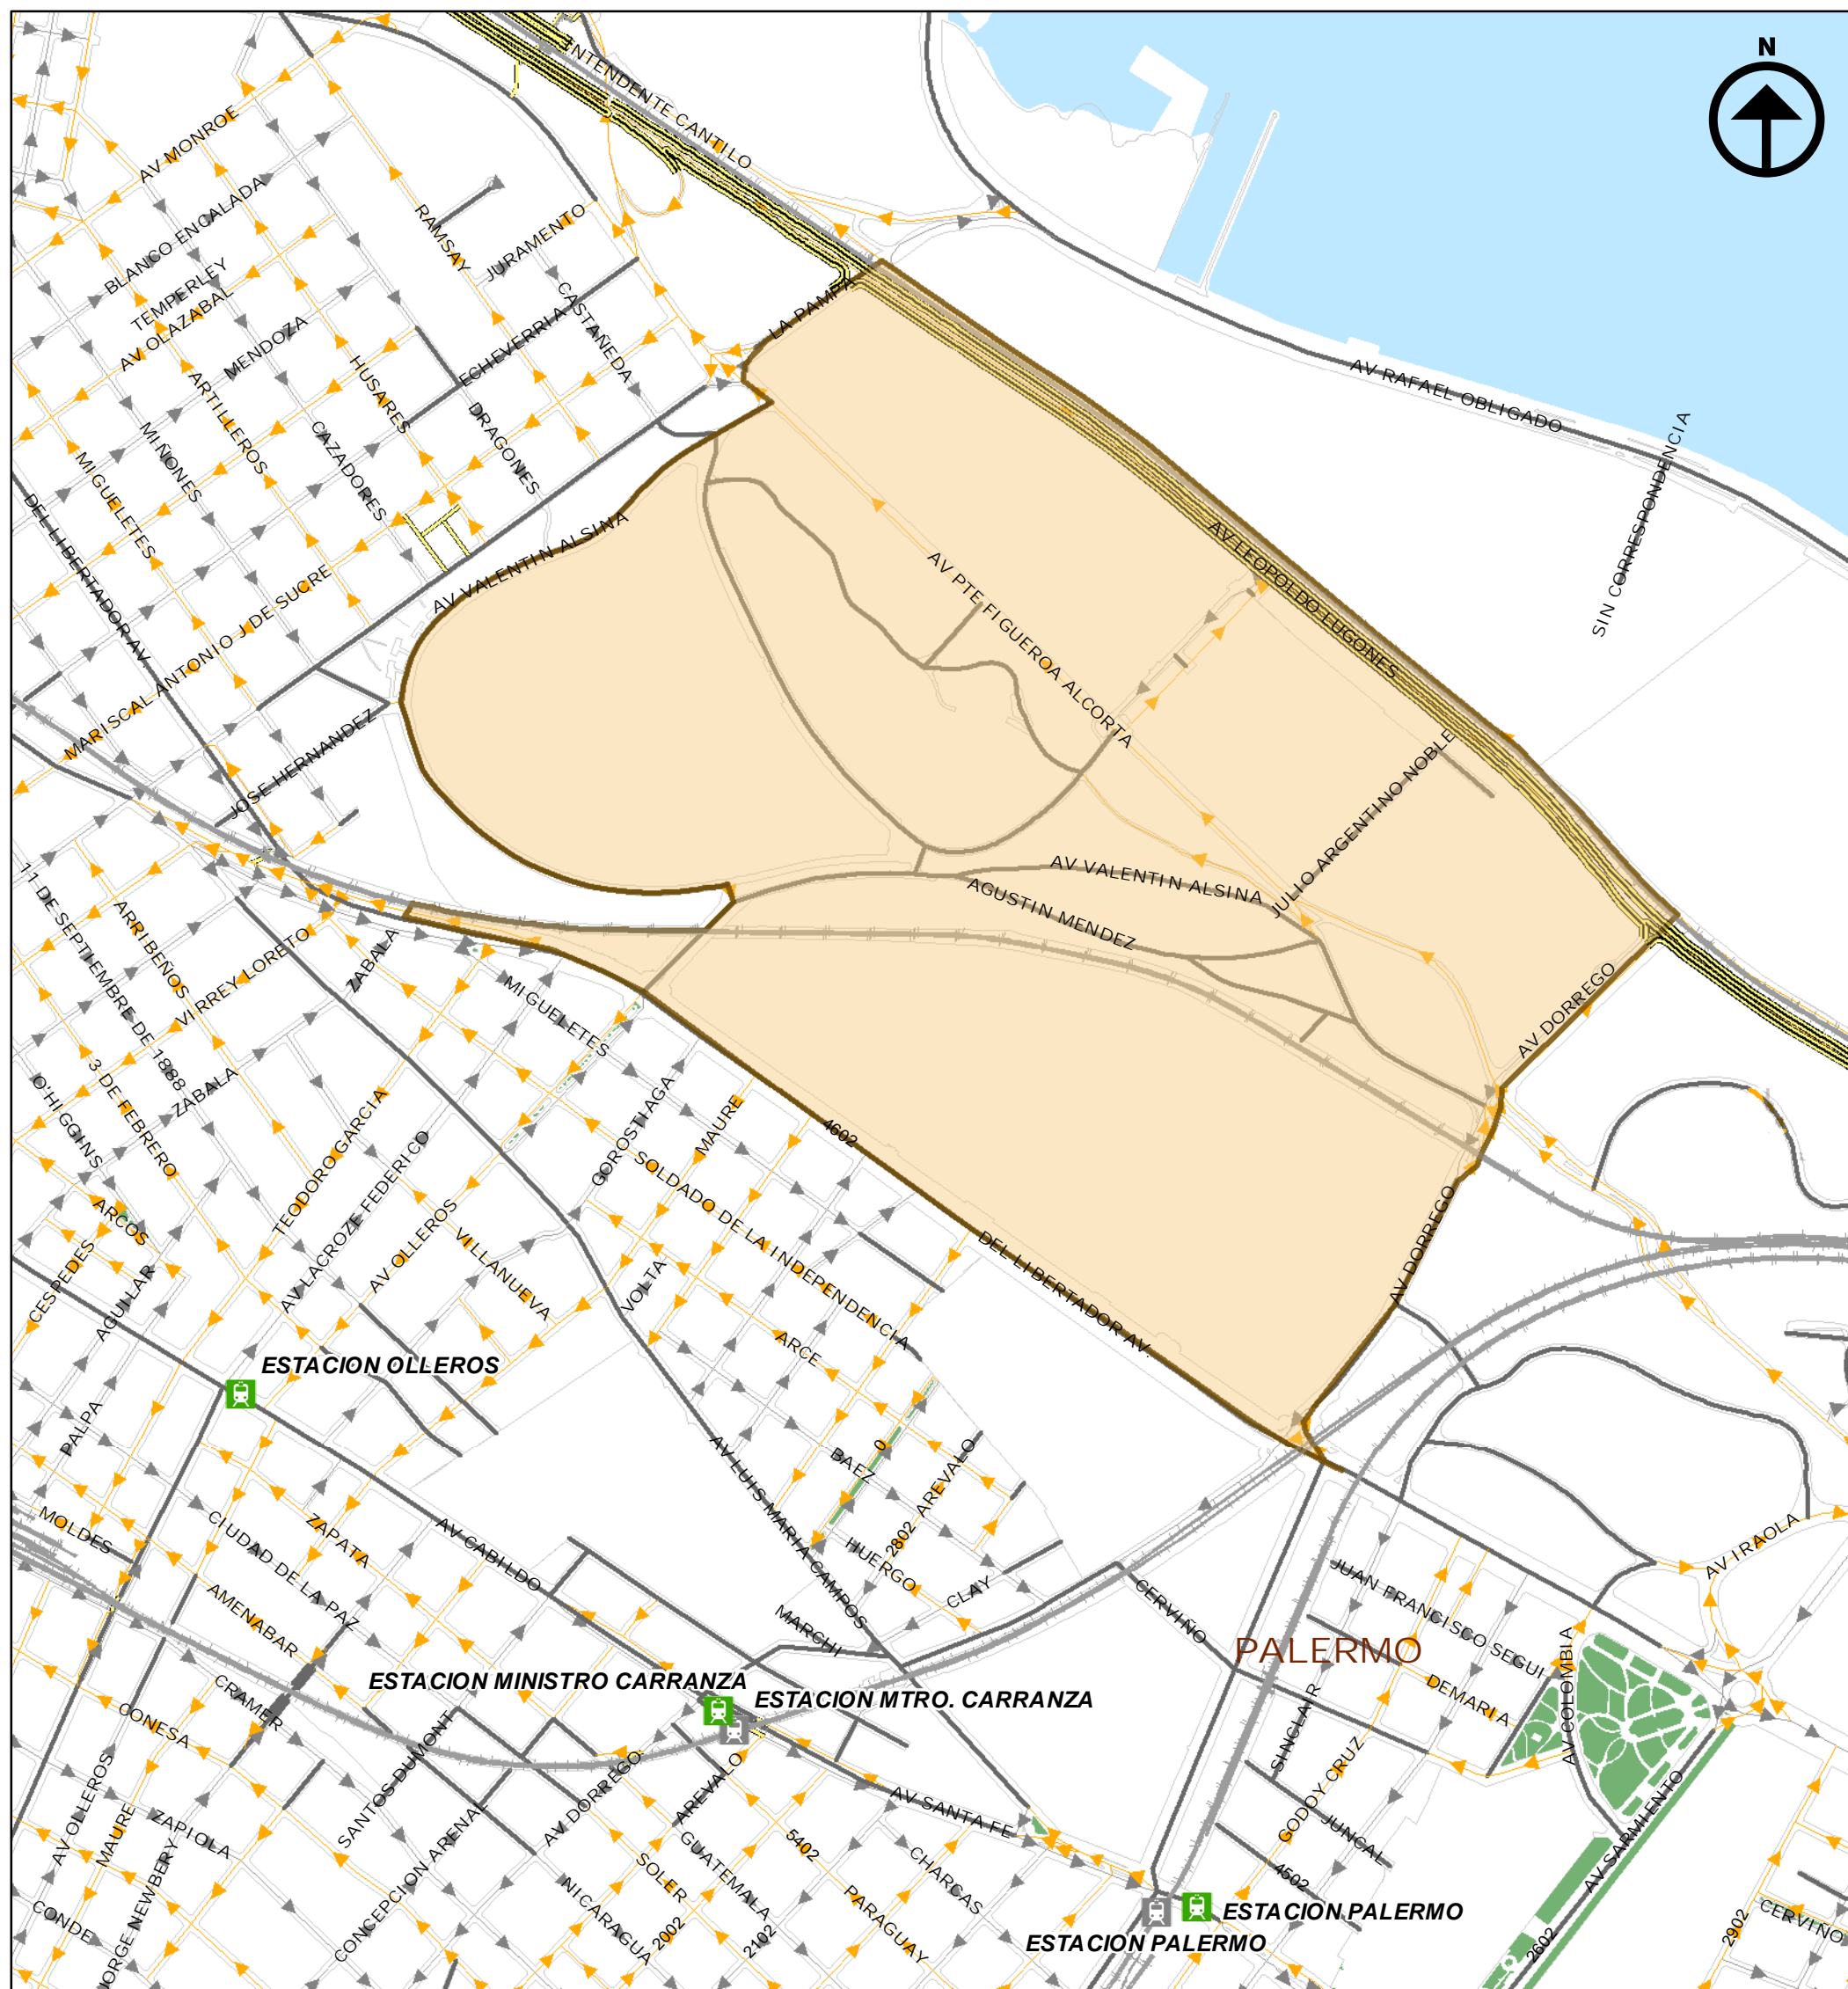 N
INTENDENTE CANTILO
AV MONROE
BLANCO ENCALADA
TEMPERLEY
AV OLAZABAL
MENDOZA
RAMSAY
JURAMENTO
CASTAÑEDA
ECHEVERRIA
LA PAMPA
HUSARES
ARTILLEROS
DRAGONES
CAZADORES
MIÑONES
MIGUELETES
DEL LIBERTADOR AV.
AV RAFAEL OBLIGADO
SIN CORRESPONDENCIA
AV VALENTIN ALSINA
AV LEOPOLDO LUGONES
AV PTE FIGUEROA ALCORTA
MARISCAL ANTONIO J DE SUCRE
JOSE HERNANDEZ
JULIO ARGENTINO NOBLE
AV VALENTIN ALSINA
AGUSTIN MENDEZ
11 DE SEPTIEMBRE DE 1888
ARRIBEÑOS
VIRREY LORETO
ZABALA
MIGUELETES
AV DORREGO
O'HIGGINS
3 DE FEBRERO
ZABALA
TEODORO GARCIA
AV LACROZE FEDERICO
GOROSTIAGA
MAURE
4602
SOLDADO DE LA INDEPENDENCIA
ARCOS
CESPEDES
AGUILAR
AV OLLEROS
VILLANUEVA
VOLTA
ARCE
DEL LIBERTADOR AV.
AV DORREGO
ESTACION OLLEROS
PALPA
AV LUIS MARIA CAMPOS
BAEZ
0
AREVALO
2802
HUERGO
CLAY
MARCHI
CERVIÑO
MOLDES
CIUDAD DE LA PAZ
ZAPATA
AV CABILDO
AMENABAR
AV IRAOLA
JUAN FRANCISCO SEGUI
PALERMO
DEMARIA
AV COLOMBIA
ESTACION MINISTRO CARRANZA
ESTACION MTRO. CARRANZA
CRAMER
CONESA
SINCLAIR
GODOY CRUZ
JUNCAL
4502
AV SARMIENTO
AV OLLEROS
MAURE
ZAPIOLA
JORGE NEWBERY
CONDE
SANTOS DUMONT
CONCEPCION ARENAL
AV DORREGO
AREVALO
AV SANTA FE
SOLER
GUATEMALA
5402
NICARAGUA
2002
2102
PARAGUAY
CHARCAS
ESTACION PALERMO
ESTACION PALERMO
2602
2902
CERVIÑO